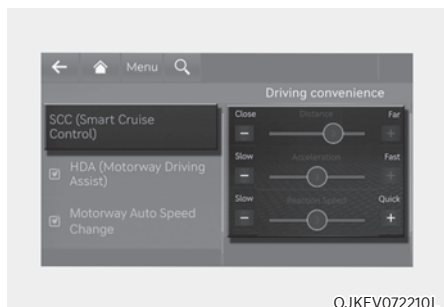 Menu
Driving convenience
SCC (Smart Cruise
Control)
HDA (Motorway Driving
Assist)
Motorway Auto Speed
Change
Close Distance Far
Slow Acceleration Fast
Slow Reaction Speed Quick
OJKEV072210L